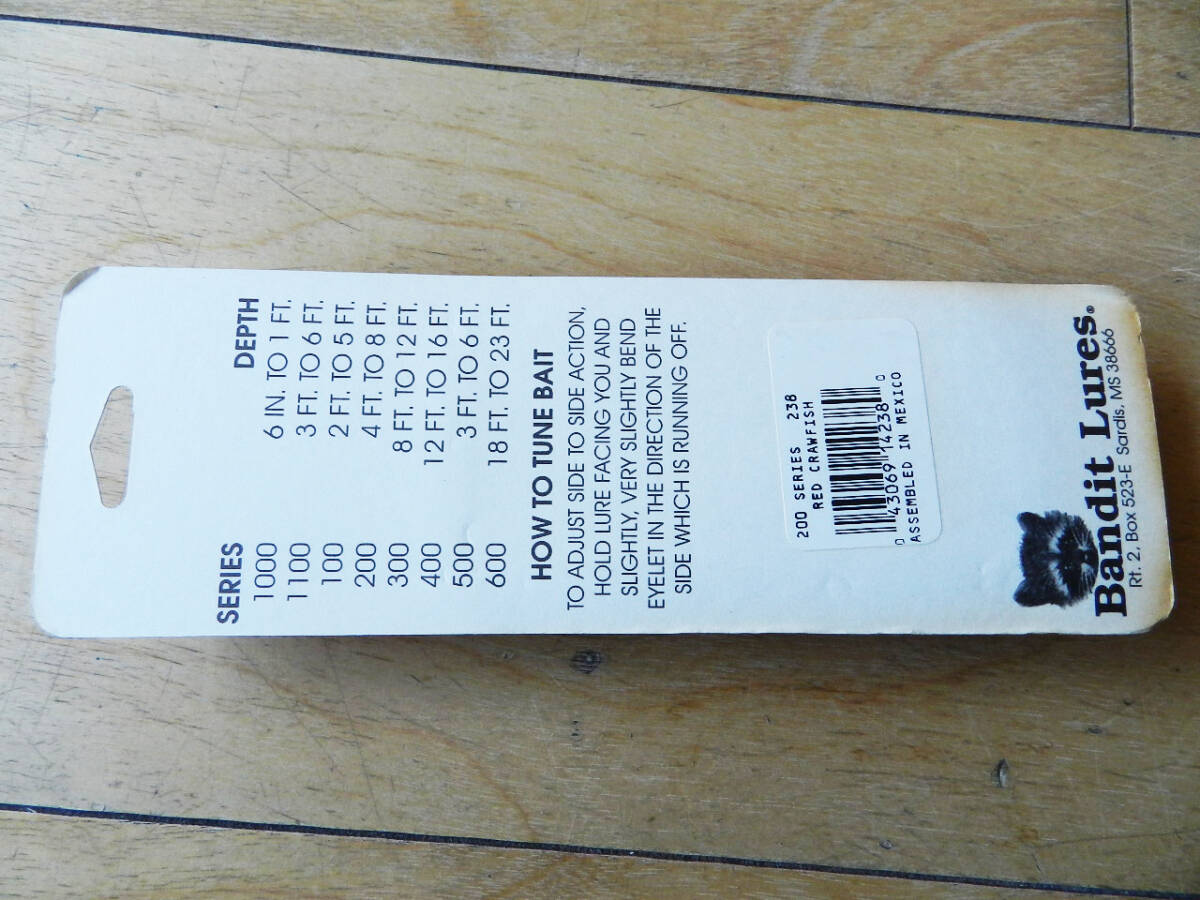 SERIES DEPTH
1000 6 IN. TO 1 FT.
1100 3 FT. TO 6 FT.
100 2 FT. TO 5 FT.
200 4 FT. TO 8 FT.
300 8 FT. TO 12 FT.
400 12 FT. TO 16 FT.
500 3 FT. TO 6 FT.
600 18 FT. TO 23 FT.
HOW TO TUNE BAIT
TO ADJUST SIDE TO SIDE ACTION,
HOLD LURE FACING YOU AND
SLIGHTLY, VERY SLIGHTLY BEND
EYELET IN THE DIRECTION OF THE
SIDE WHICH IS RUNNING OFF.
200 SERIES 238
RED CRAWFISH
0 43069 14238 0
ASSEMBLED IN MEXICO
Bandit Lures®
Rt. 2, Box 523-E Sardis, MS 38666